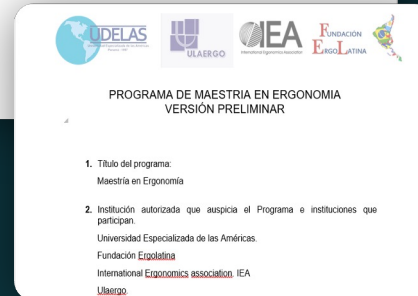 UDELAS
ULAERGO
IEA
International Ergonomics Association
FUNDACIÓN
ERGOLATINA
PROGRAMA DE MAESTRIA EN ERGONOMIA
VERSIÓN PRELIMINAR
1. Título del programa:
Maestría en Ergonomía
2. Institución autorizada que auspicia el Programa e instituciones que
participan.
Universidad Especializada de las Américas.
Fundación Ergolatina
International Ergonomics association, IEA
Ulaergo.